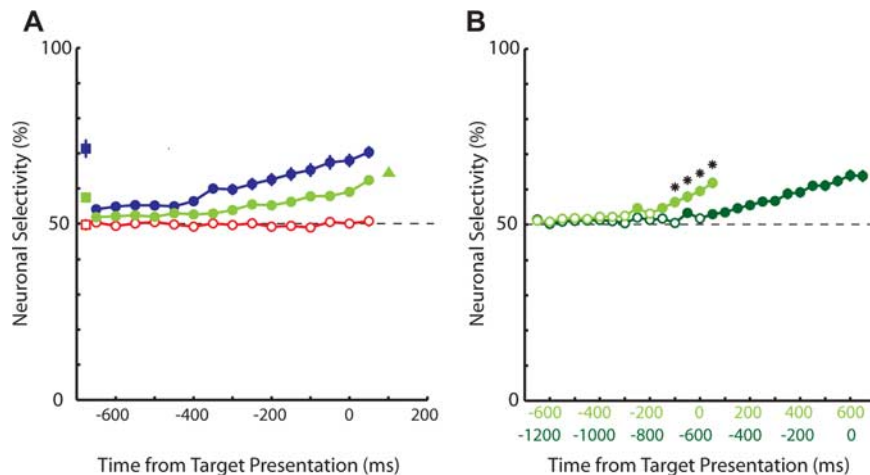 A
100
50
0
Neuronal Selectivity (%)
-600 -400 -200 0 200
Time from Target Presentation (ms)
B
100
50
0
Neuronal Selectivity (%)
-600 -400 -200 0 200 -400 600
-1200 -1000 -800 -600 -400 -200 0
Time from Target Presentation (ms)